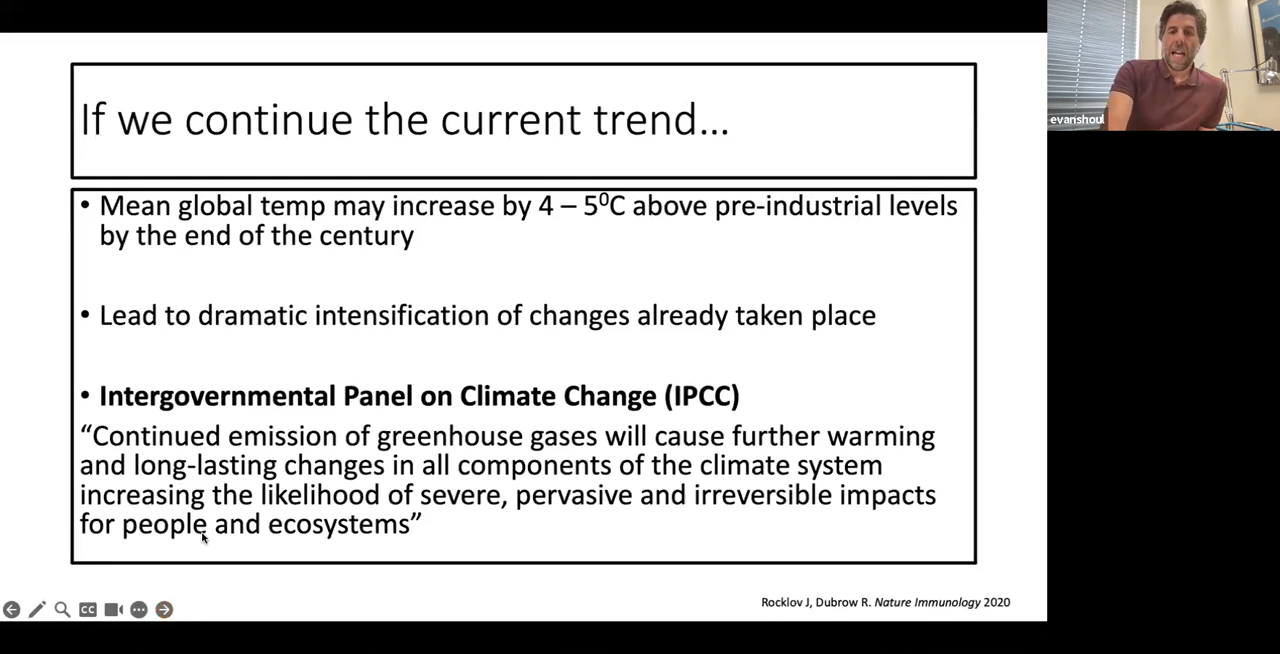 If we continue the current trend…
• Mean global temp may increase by 4 – 5⁰C above pre-industrial levels
by the end of the century
• Lead to dramatic intensification of changes already taken place
• Intergovernmental Panel on Climate Change (IPCC)
“Continued emission of greenhouse gases will cause further warming
and long-lasting changes in all components of the climate system
increasing the likelihood of severe, pervasive and irreversible impacts
for people and ecosystems”
Rocklov J, Dubrow R. Nature Immunology 2020
CC
evanshoul